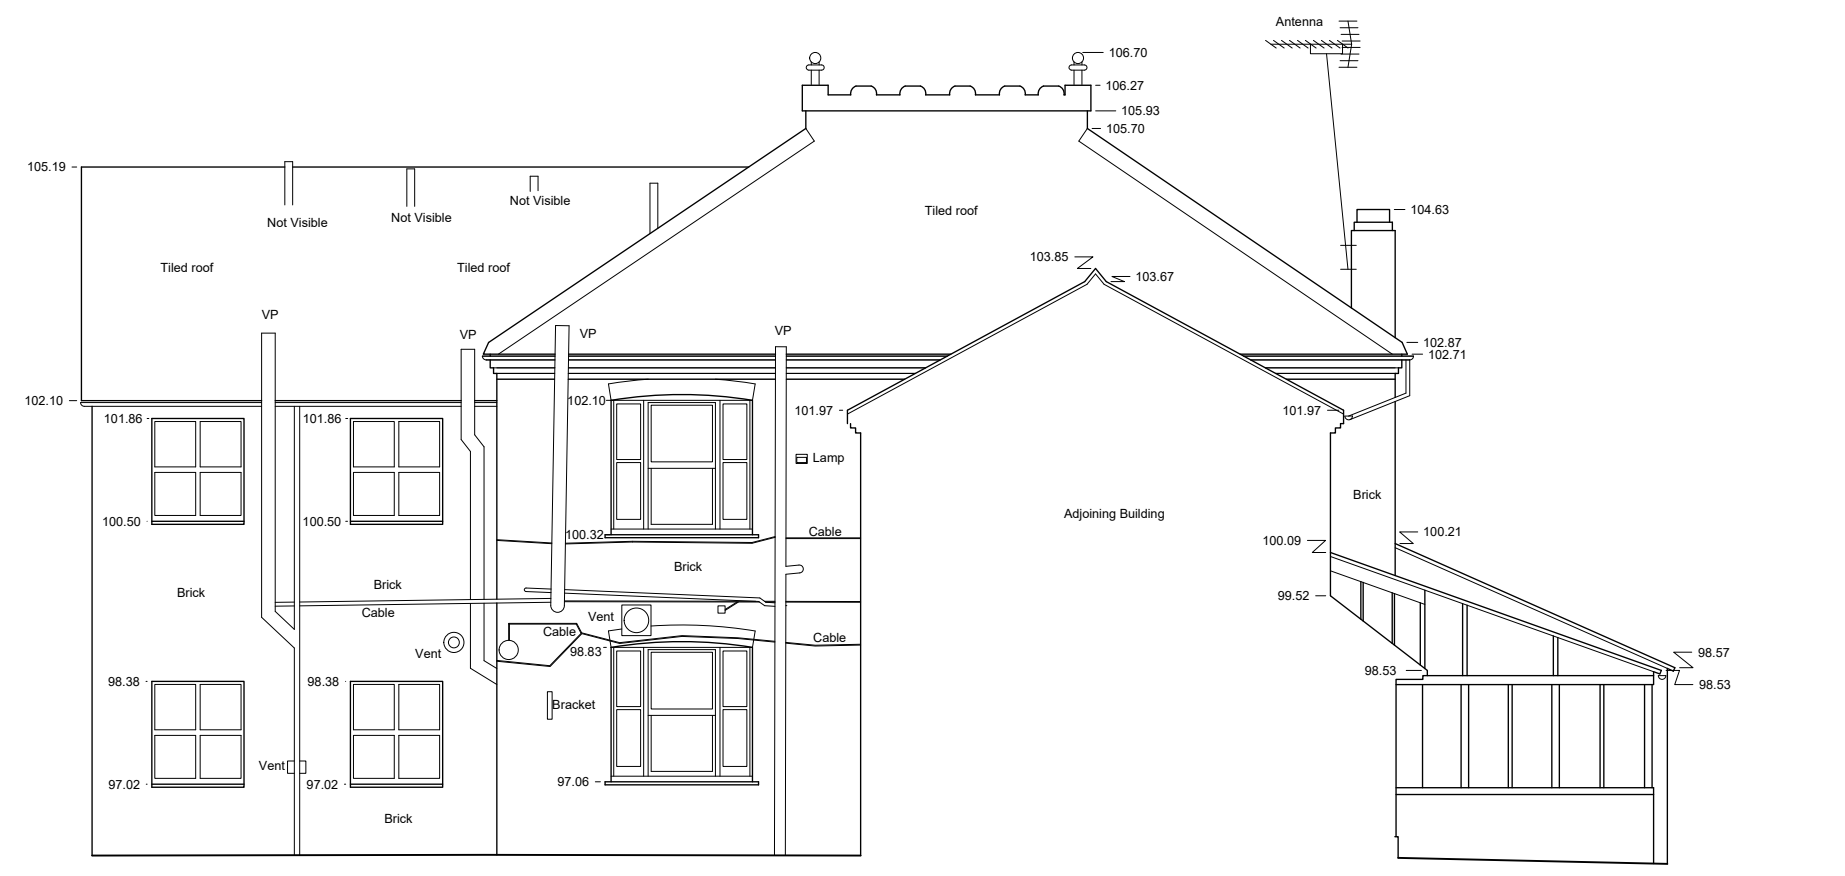 Antenna
106.70
106.27
105.93
105.70
105.19
Not Visible
Not Visible
Not Visible
Tiled roof
104.63
Tiled roof
Tiled roof
103.85
103.67
VP
VP
VP
VP
102.87
102.71
102.10
102.10
101.86
101.86
101.97
101.97
Lamp
Brick
100.50
100.50
100.32
Cable
Adjoining Building
100.21
100.09
Brick
Brick
Brick
99.52
Cable
Vent
Cable
Cable
Vent
98.83
98.57
98.53
98.53
98.38
98.38
Bracket
Vent
97.02
97.02
97.06
Brick